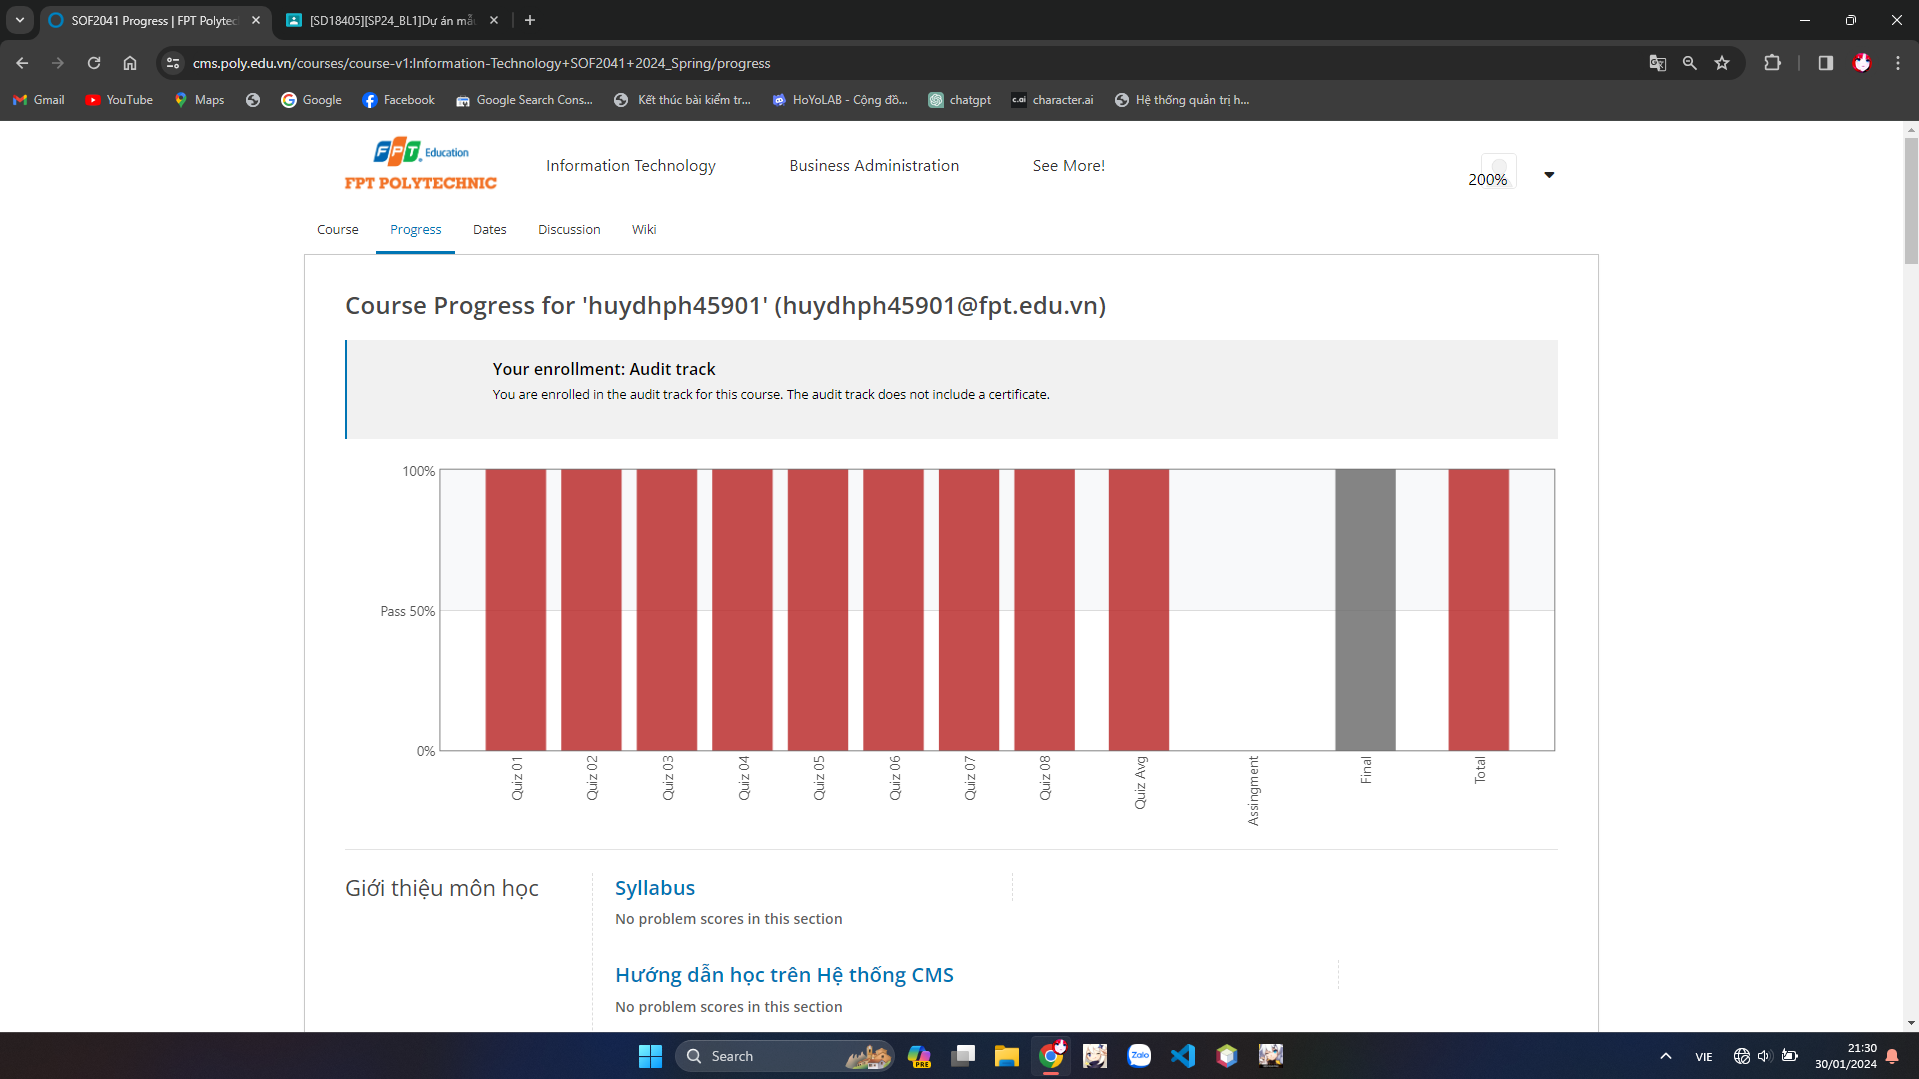 SOF2041 Progress | FPT Polytec
[SD18405][SP24_BL1]Dự án mẫ
cms.poly.edu.vn/courses/course-v1:Information-Technology+SOF2041+2024_Spring/progress
Gmail
YouTube
Maps
Google
Facebook
Google Search Cons...
Kết thúc bài kiểm tr...
HoYoLAB - Cộng đồ...
chatgpt
c.ai
character.ai
Hệ thống quản trị h...
FPT Education
FPT POLYTECHNIC
Information Technology
Business Administration
See More!
200%
Course
Progress
Dates
Discussion
Wiki
Course Progress for 'huydhph45901' (huydhph45901@fpt.edu.vn)
Your enrollment: Audit track
You are enrolled in the audit track for this course. The audit track does not include a certificate.
100%
Pass 50%
0%
Quiz 01
Quiz 02
Quiz 03
Quiz 04
Quiz 05
Quiz 06
Quiz 07
Quiz 08
Quiz Avg
Assingment
Final
Total
Giới thiệu môn học
Syllabus
No problem scores in this section
Hướng dẫn học trên Hệ thống CMS
No problem scores in this section
Search
PRE
Zalo
VIE
21:30
30/01/2024